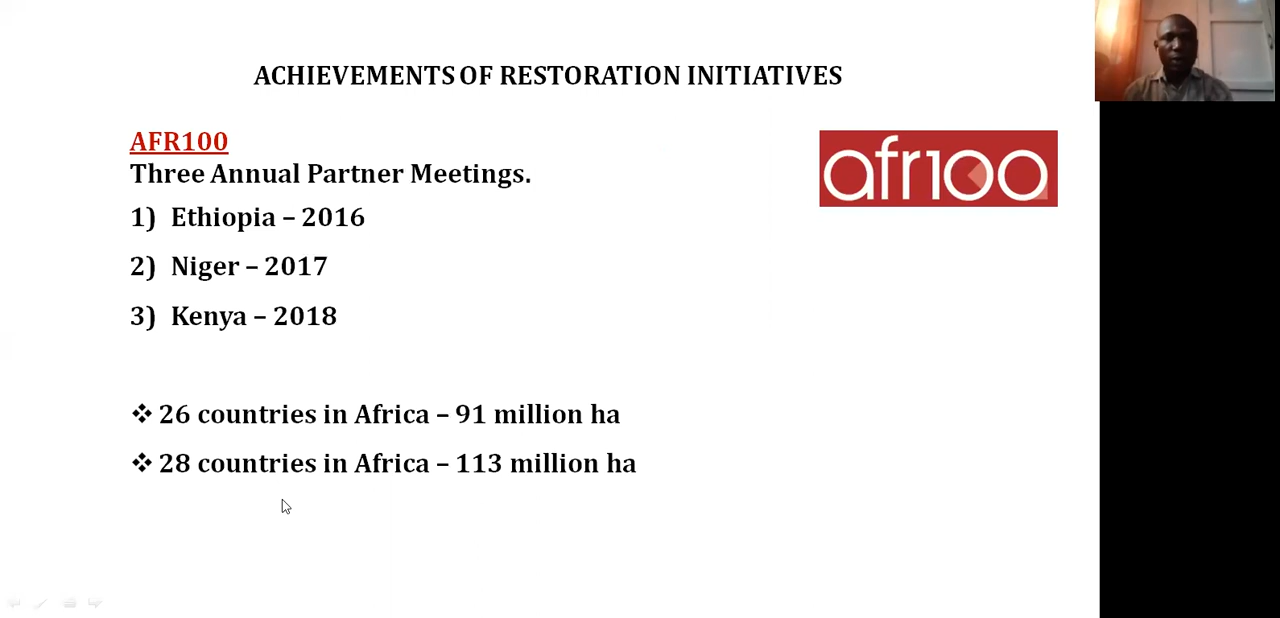 ACHIEVEMENTS OF RESTORATION INITIATIVES
AFR100
afr100
Three Annual Partner Meetings.
1) Ethiopia – 2016
2) Niger – 2017
3) Kenya – 2018
❖ 26 countries in Africa – 91 million ha
❖ 28 countries in Africa – 113 million ha